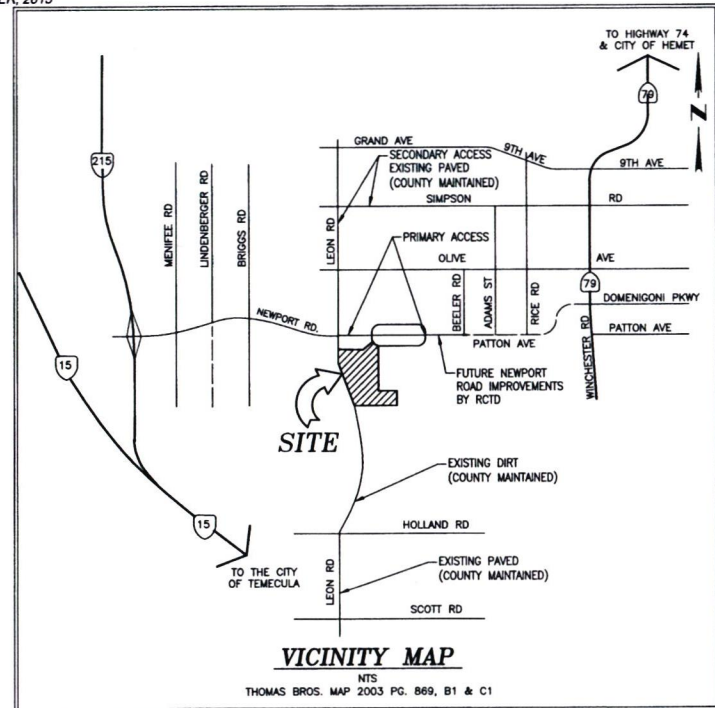 ER, 2015
TO HIGHWAY 74
& CITY OF HEMET
79
N
GRAND AVE
9TH AVE
9TH AVE
215
SECONDARY ACCESS
EXISTING PAVED
(COUNTY MAINTAINED)
SIMPSON
RD
MENIFEE RD
LINDENBERGER RD
BRIGGS RD
LEON RD
PRIMARY ACCESS
OLIVE
AVE
BEELER RD
ADAMS ST
RICE RD
79
DOMENIGONI PKWY
NEWPORT RD.
PATTON AVE
PATTON AVE
WINCHESTER RD
15
FUTURE NEWPORT
ROAD IMPROVEMENTS
BY RCTD
SITE
EXISTING DIRT
(COUNTY MAINTAINED)
15
HOLLAND RD
TO THE CITY
OF TEMECULA
LEON RD
EXISTING PAVED
(COUNTY MAINTAINED)
SCOTT RD
VICINITY MAP
NTS
THOMAS BROS. MAP 2003 PG. 869, B1 & C1